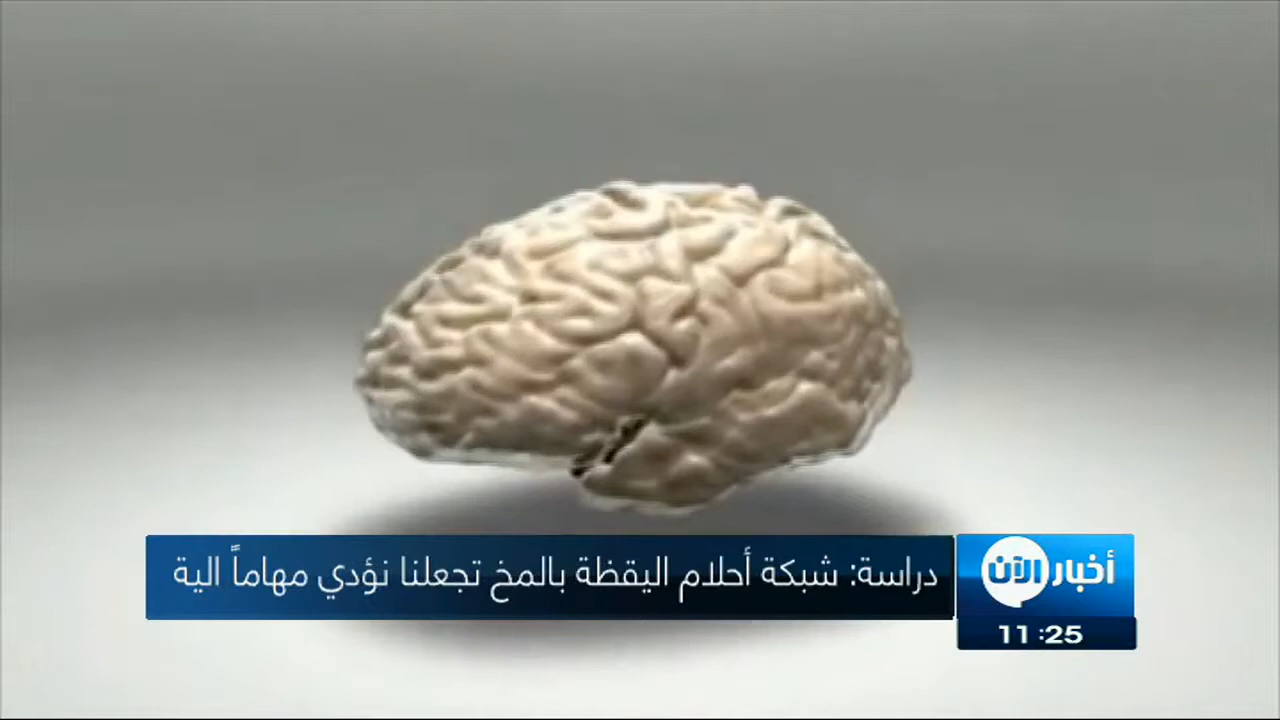 دراسة: شبكة أحلام اليقظة بالمخ تجعلنا نؤدي مهاماً الية
أخبار الآن
11:25